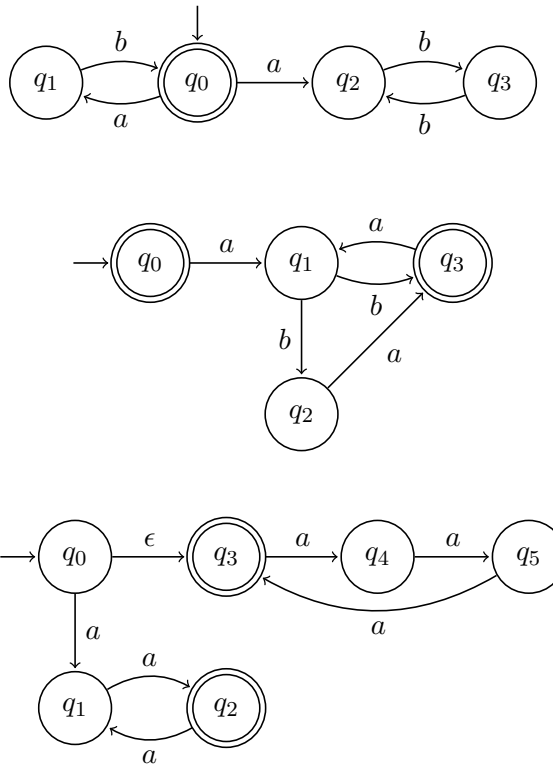 b
q₁ q₀ a q₂ b q₃
a b
a
q₀ a q₁ q₃
b
b a
q₂
q₀ ϵ q₃ a q₄ a q₅
a a
a
q₁ q₂
a